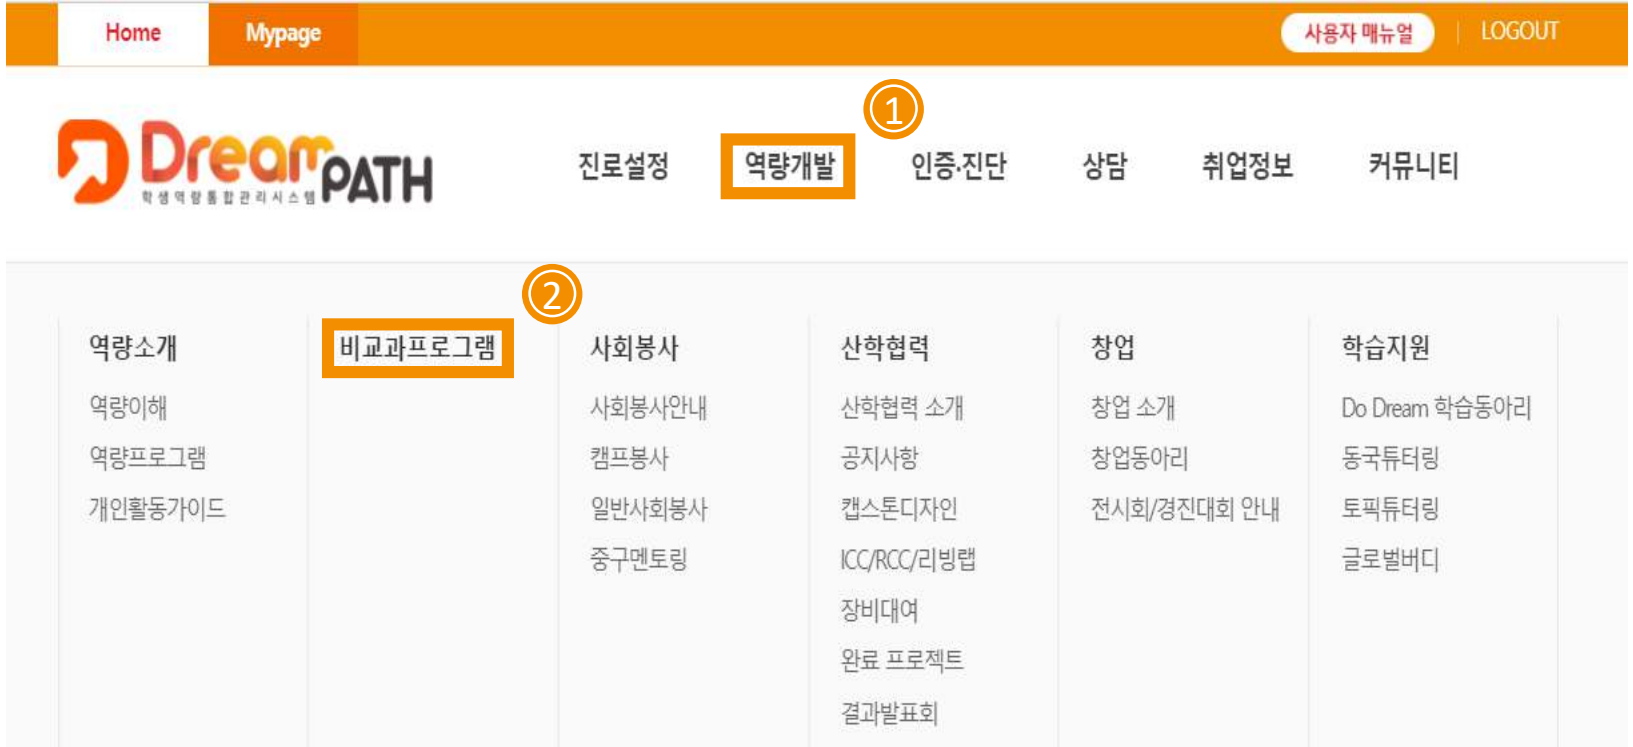 Home
Mypage
사용자 매뉴얼
LOGOUT
Dream PATH
학생역량통합관리시스템
①
진로설정
역량개발
인증·진단
상담
취업정보
커뮤니티
②
역량소개
역량이해
역량프로그램
개인활동가이드
비교과프로그램
사회봉사
사회봉사안내
캠프봉사
일반사회봉사
중구멘토링
산학협력
산학협력 소개
공지사항
캡스톤디자인
ICC/RCC/리빙랩
장비대여
완료 프로젝트
결과발표회
창업
창업 소개
창업동아리
전시회/경진대회 안내
학습지원
Do Dream 학습동아리
동국튜터링
토픽튜터링
글로벌버디